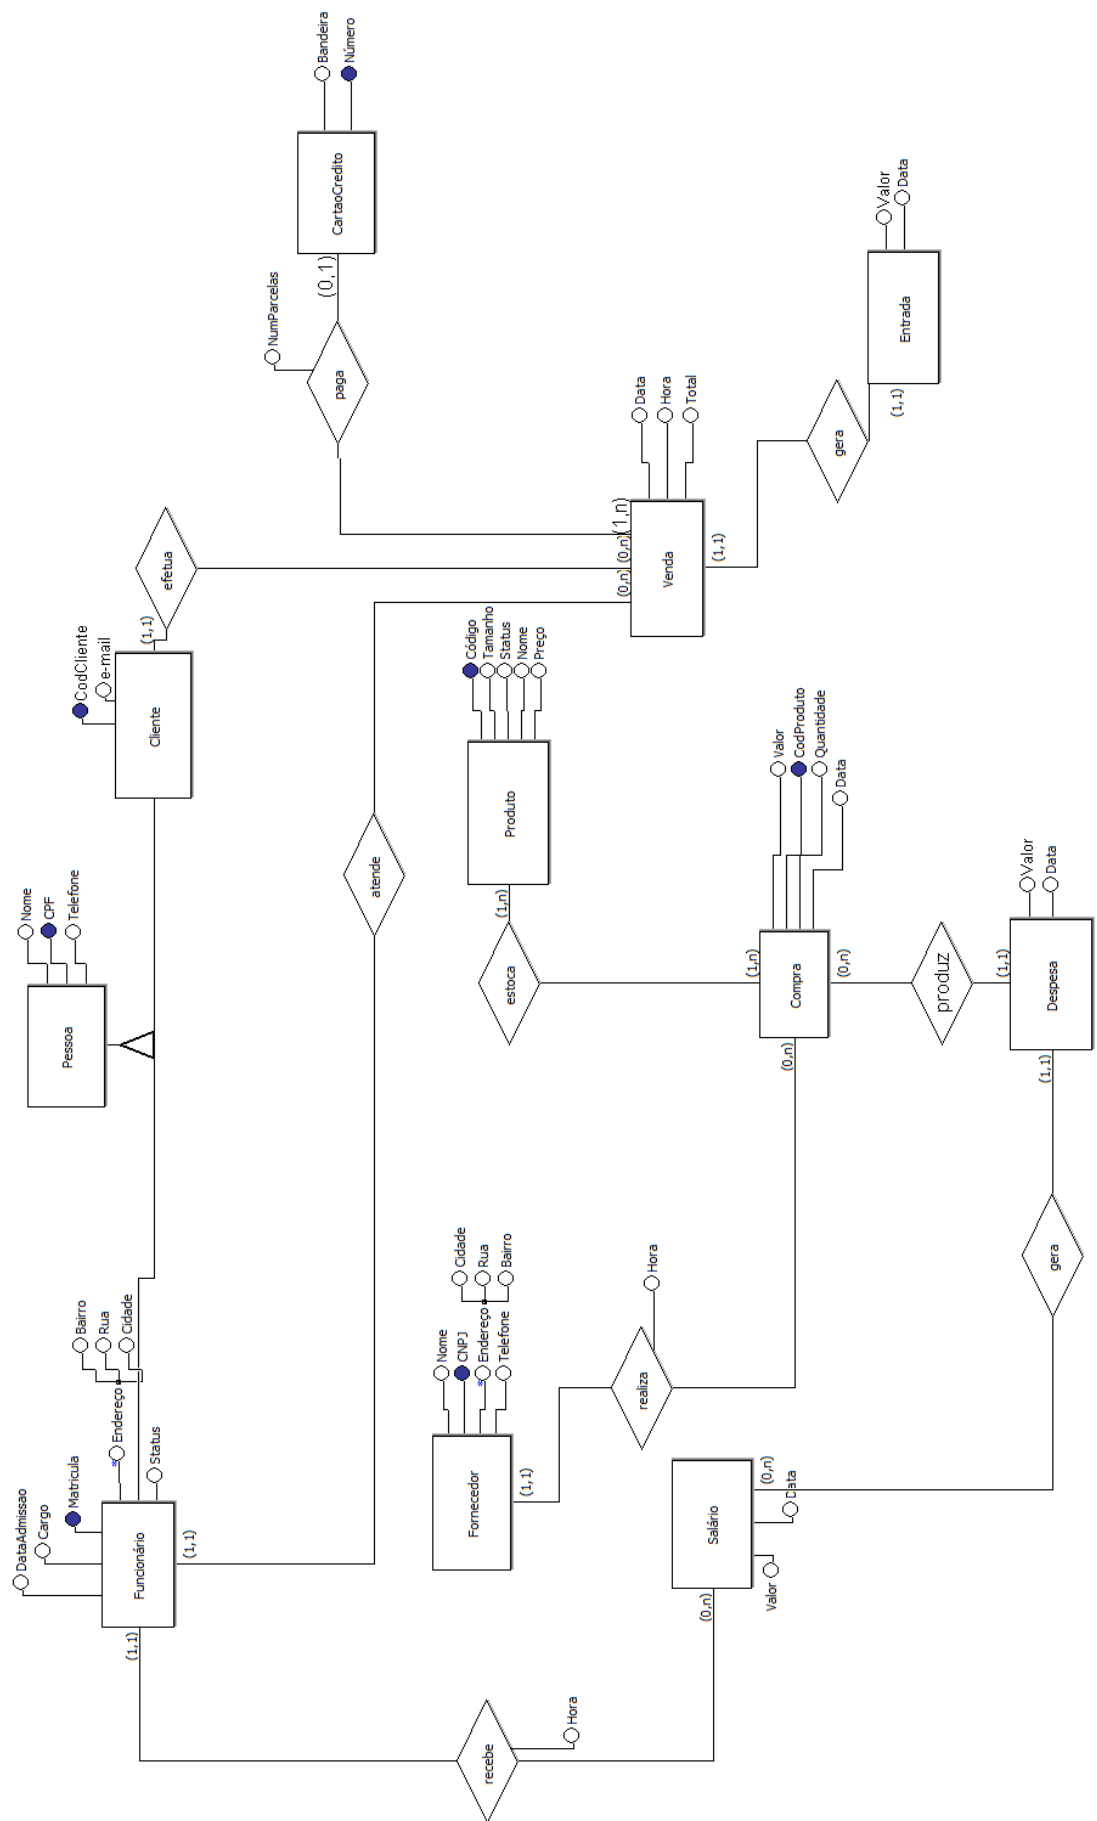 DataAdmissao
Cargo
Matricula
Endereço
Bairro
Rua
Cidade
Status
Funcionário
(1,1)
(1,1)
Nome
CPF
Telefone
Pessoa
CodCliente
e-mail
Cliente
(1,1)
efetua
Bandeira
Número
CartaoCredito
(0,1)
NumParcelas
paga
atende
recebe
Hora
Nome
CNPJ
Endereço
Cidade
Rua
Bairro
Telefone
Fornecedor
(1,1)
realiza
Hora
Código
Tamanho
Status
Nome
Preço
Produto
(1,n)
estoca
(0,n)
(0,n)
(1,n)
Data
Hora
Total
Venda
(1,1)
gera
Valor
Data
Entrada
(1,1)
(0,n)
Salário
(0,n)
Valor
Data
Valor
CodProduto
Quantidade
Data
(1,n)
(0,n)
Compra
(0,n)
produz
(1,1)
Valor
Data
Despesa
(1,1)
gera